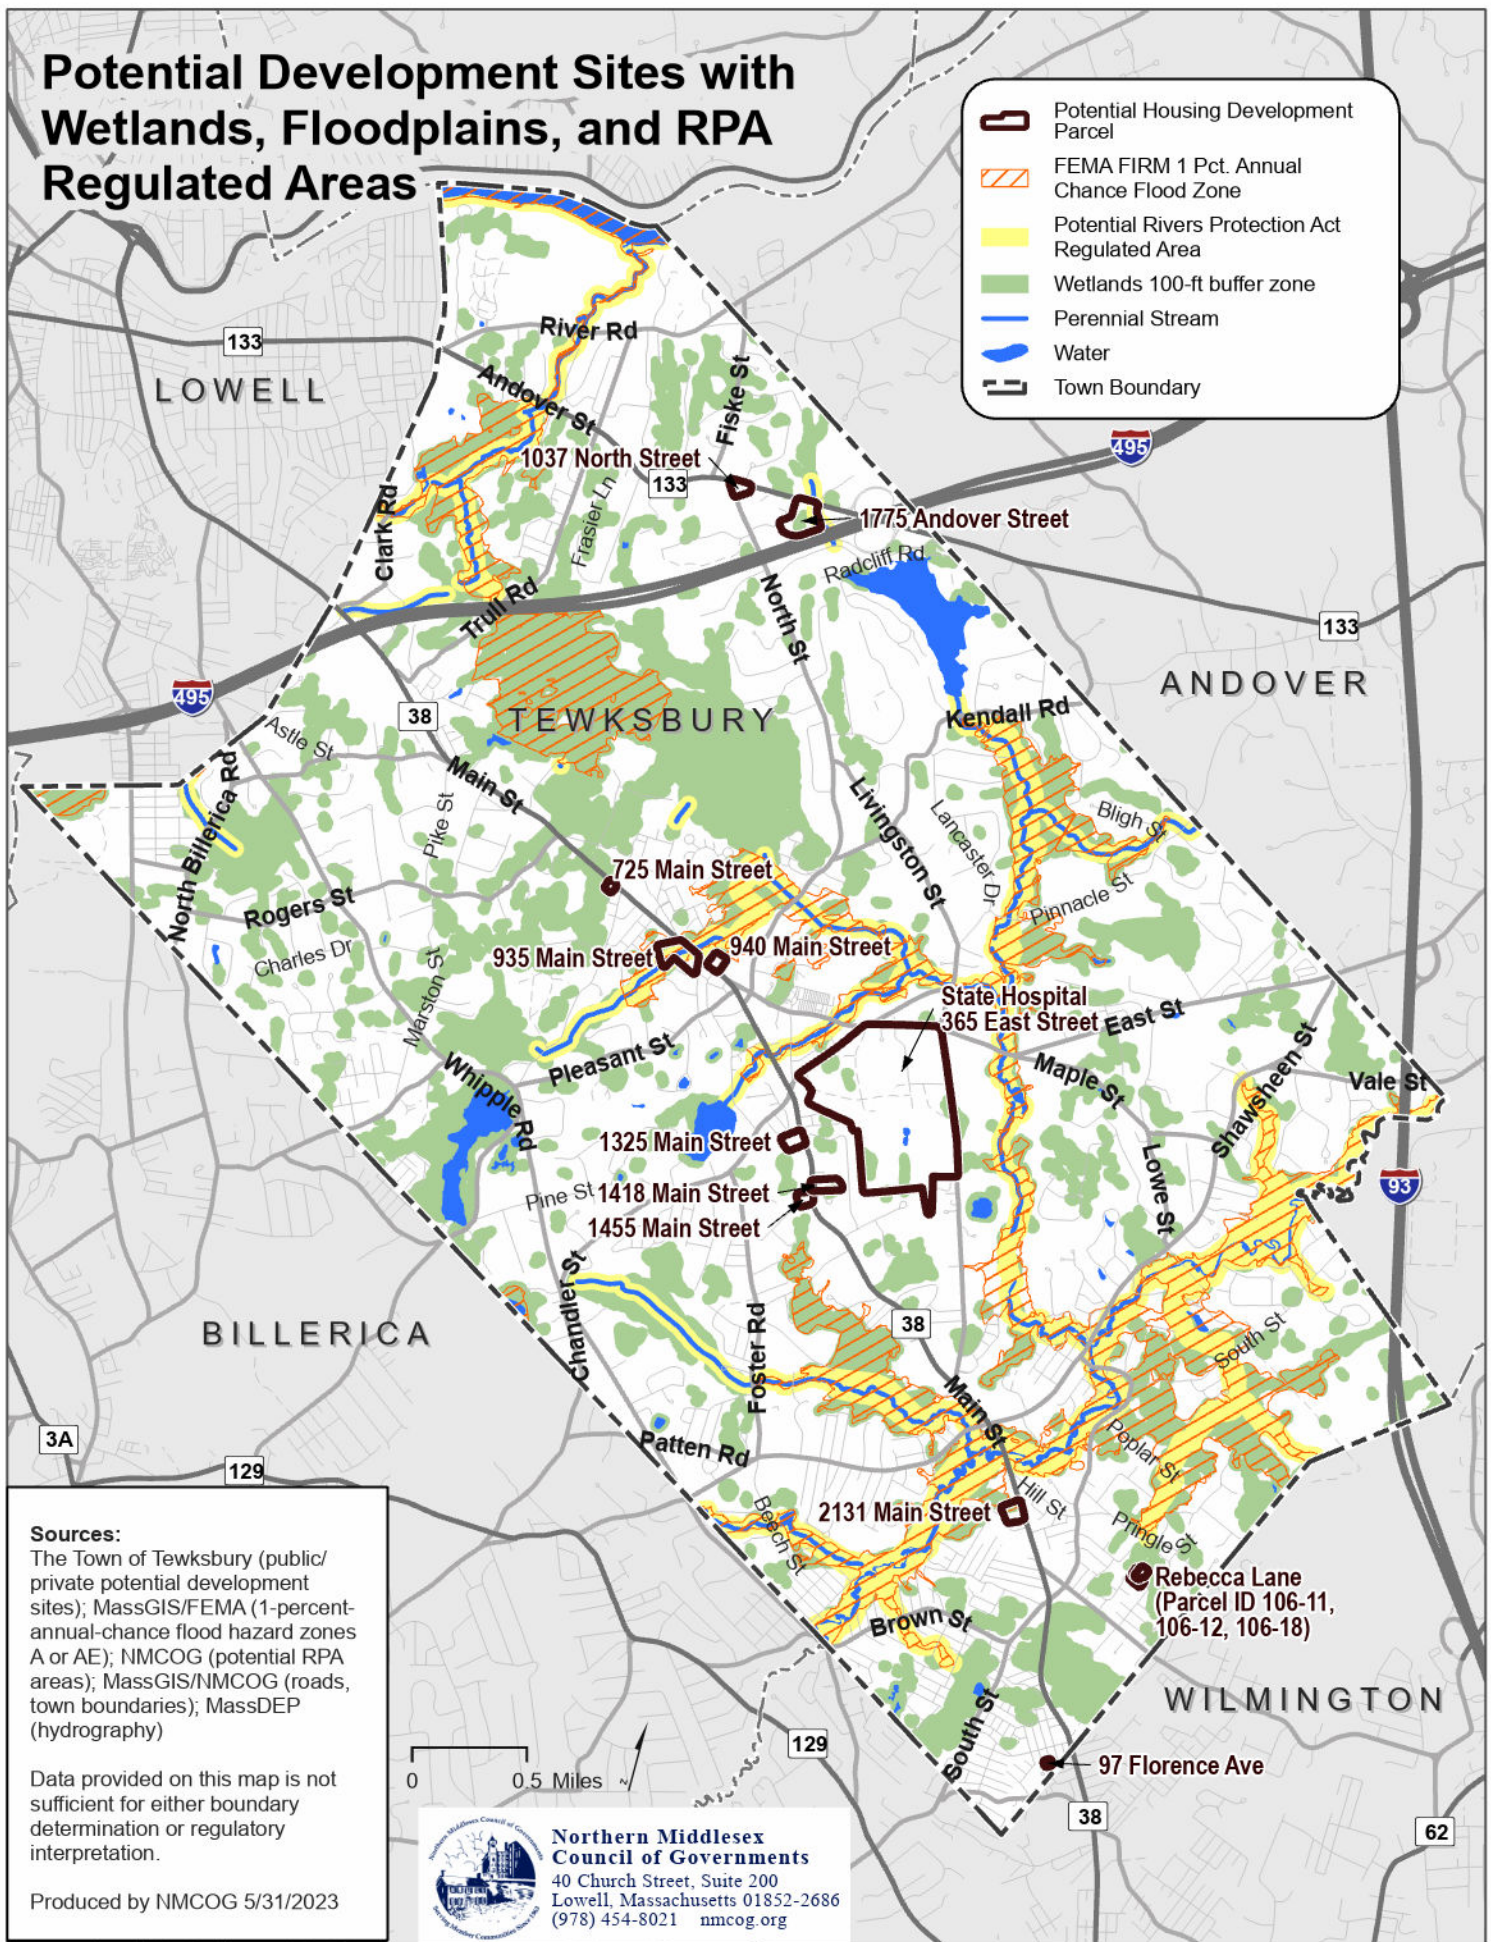 Potential Development Sites with
Wetlands, Floodplains, and RPA
Regulated Areas
Potential Housing Development
Parcel
FEMA FIRM 1 Pct. Annual
Chance Flood Zone
Potential Rivers Protection Act
Regulated Area
Wetlands 100-ft buffer zone
Perennial Stream
Water
Town Boundary
133
LOWELL
River Rd
Andover St
Fiske St
495
1037 North Street
133
Clark Rd
Frasier Ln
1775 Andover Street
Radcliff Rd
Trull Rd
North St
133
ANDOVER
495
38
TEWKSBURY
Kendall Rd
Astle St
Main St
North Billerica Rd
Pike St
Livingston St
Lancaster Dr
Bligh St
725 Main Street
Rogers St
Pinnacle St
Charles Dr
935 Main Street
940 Main Street
Marston St
State Hospital
365 East Street
East St
Pleasant St
Whipple Rd
Maple St
Shawsheen St
Vale St
1325 Main Street
Lowe St
93
Pine St
1418 Main Street
1455 Main Street
Chandler St
BILLERICA
Foster Rd
38
South St
Main St
3A
129
Patten Rd
Poplar St
Beech St
2131 Main Street
Hill St
Pringle St
Rebecca Lane
(Parcel ID 106-11,
106-12, 106-18)
Brown St
WILMINGTON
South St
129
97 Florence Ave
38
62
Sources:
The Town of Tewksbury (public/
private potential development
sites); MassGIS/FEMA (1-percent-
annual-chance flood hazard zones
A or AE); NMCOG (potential RPA
areas); MassGIS/NMCOG (roads,
town boundaries); MassDEP
(hydrography)
Data provided on this map is not
sufficient for either boundary
determination or regulatory
interpretation.
Produced by NMCOG 5/31/2023
0 0.5 Miles
N
Northern Middlesex Council of Governments
Serving Member Communities Since 1963
Northern Middlesex
Council of Governments
40 Church Street, Suite 200
Lowell, Massachusetts 01852-2686
(978) 454-8021 nmcog.org